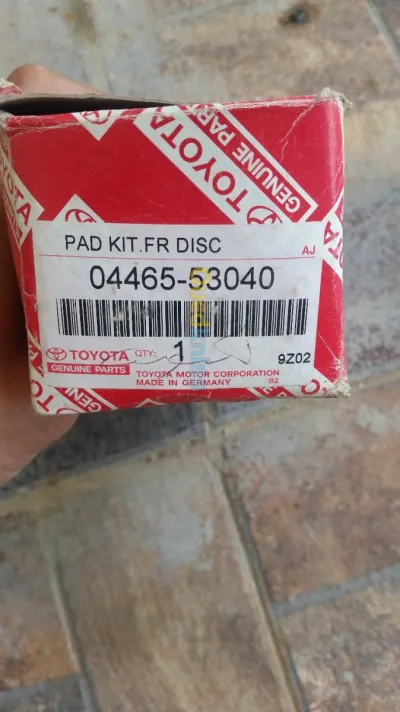 TOYOTA
GENUINE PARTS
TOYOTA
PAD KIT.FR DISC
AJ
04465-53040
TOYOTA QTY: 1
GENUINE PARTS
9Z02
TOYOTA MOTOR CORPORATION
MADE IN GERMANY B2